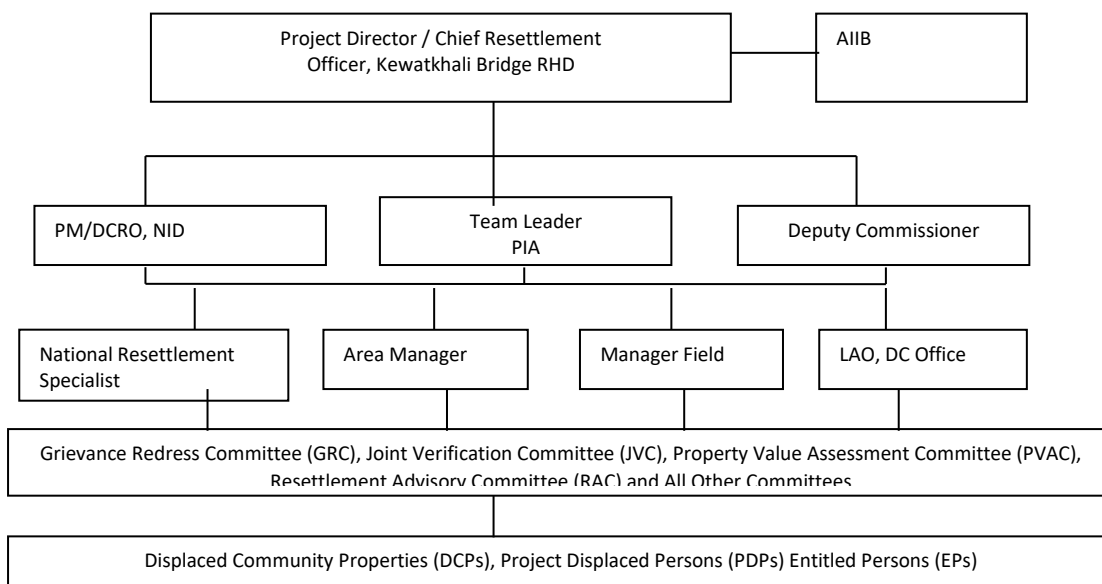 Project Director / Chief Resettlement
Officer, Kewatkhali Bridge RHD
AIIB
PM/DCRO, NID
Team Leader
PIA
Deputy Commissioner
National Resettlement
Specialist
Area Manager
Manager Field
LAO, DC Office
Grievance Redress Committee (GRC), Joint Verification Committee (JVC), Property Value Assessment Committee (PVAC),
Resettlement Advisory Committee (RAC) and All Other Committees
Displaced Community Properties (DCPs), Project Displaced Persons (PDPs) Entitled Persons (EPs)